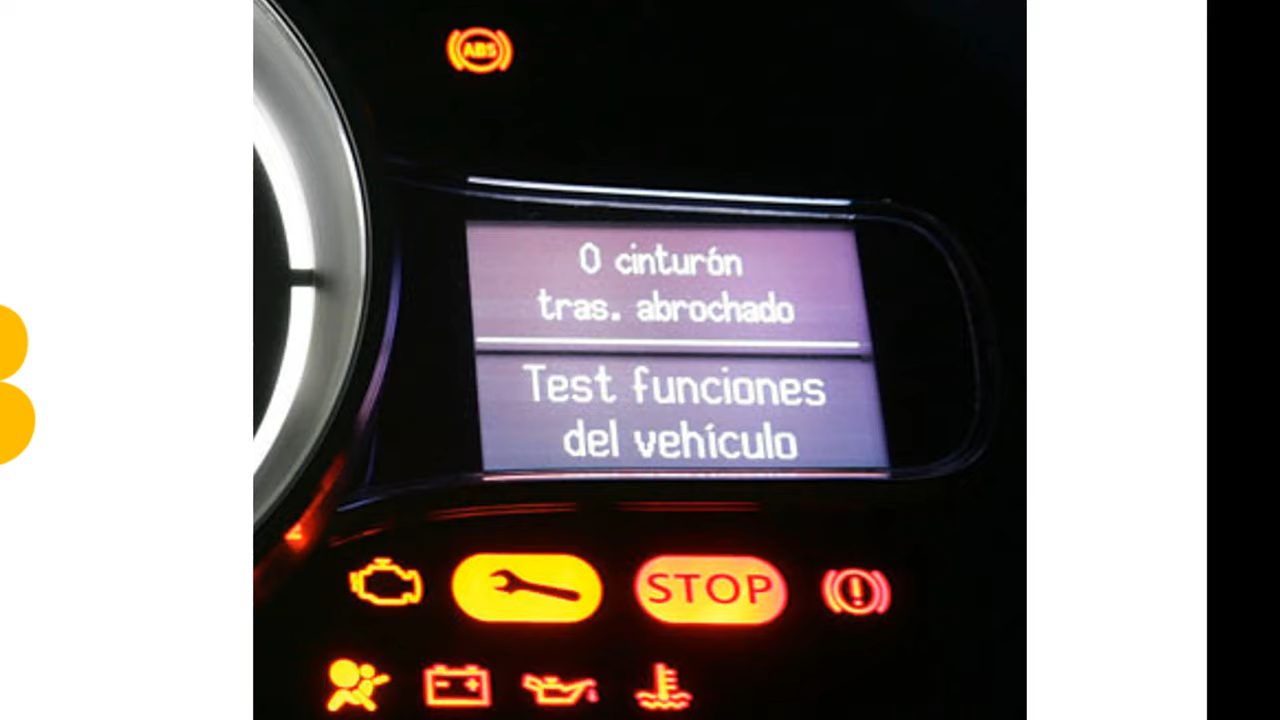 ABS
0 cinturón
tras. abrochado
Test funciones
del vehículo
STOP